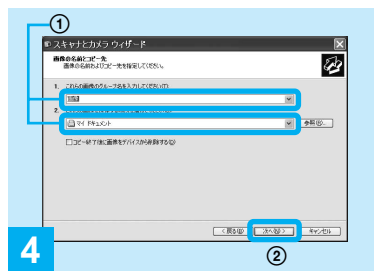 ①
スキャナとカメラ ウィザード
画像の名前とコピー先
画像の名前およびコピー先を指定してください。
1. これらの画像のグループ名を入力してください(T):
2.
マイ ドキュメント
参照(R)...
コピー終了後に画像をデバイスから削除する(D)
< 戻る(B)
次へ(N) >
キャンセル
4
②